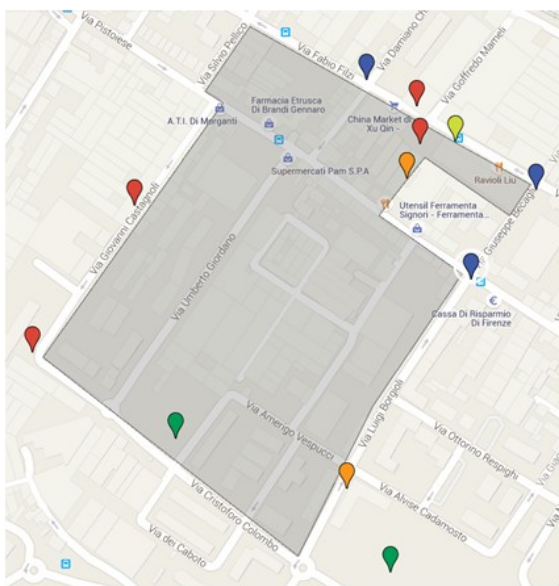 Via Pistoiese
Via Silvio Pellico
Via Fabio Filzi
Via Damiano Ch
Via Goffredo Mameli
A.T.I. Di Morganti
Farmacia Etrusca
Di Brandi Gennaro
China Market di
Xu Qin -
Supermercati Pam S.P.A
Ravioli Liu
Utensil Ferramenta
Signori - Ferramenta...
Giuseppe Becagli
Via Giovanni Castagnoli
Via Umberto Giordano
Cassa Di Risparmio
Di Firenze
Via Luigi Borgioli
Via Amerigo Vespucci
Via Ottorino Respighi
Via Cristoforo Colombo
Via Alvise Cadamosto
Via dei Caboto